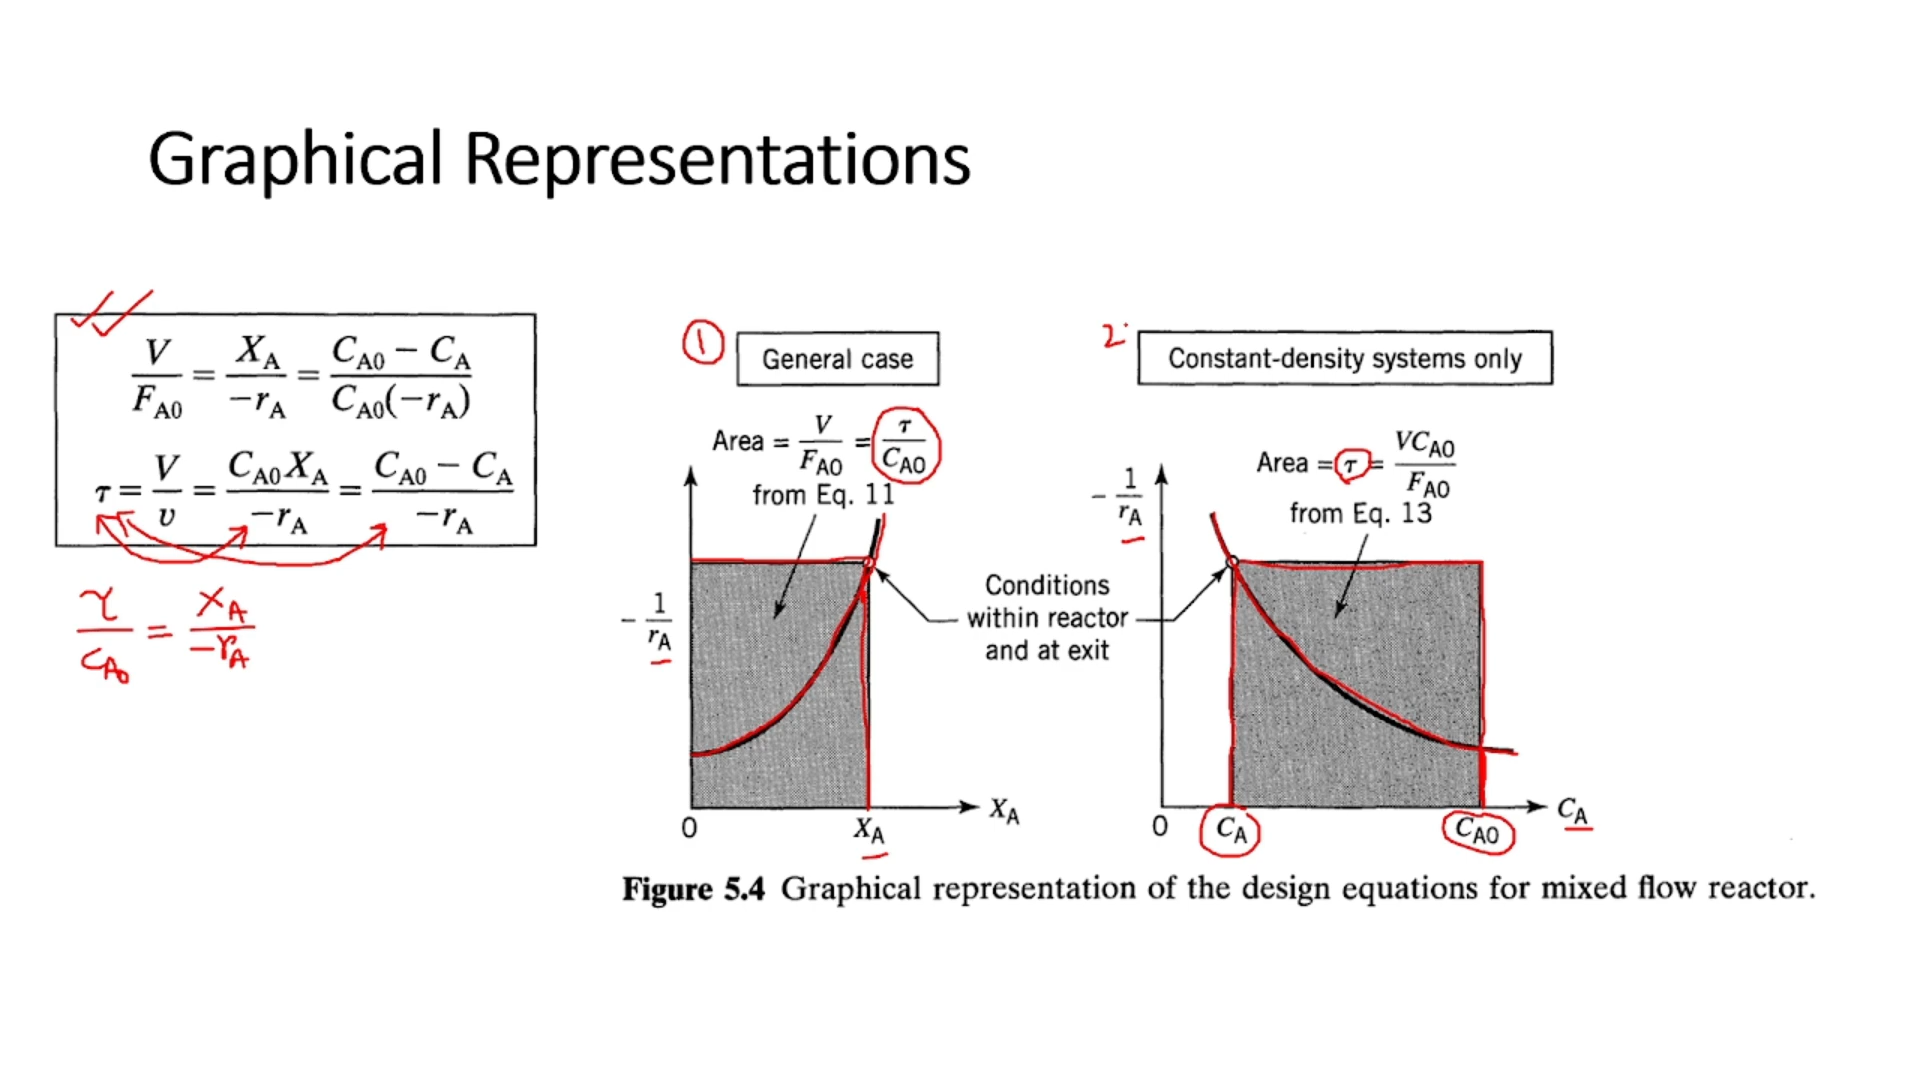 Graphical Representations
V/F_A0 = X_A/−r_A = C_A0 − C_A/C_A0(−r_A)
τ = V/υ = C_A0 X_A/−r_A = C_A0 − C_A/−r_A
τ/C_A0 = X_A/−r_A
1 General case
Area = V/F_A0 = τ/C_A0
from Eq. 11
− 1/r_A
0
X_A
X_A
Conditions
within reactor
and at exit
2. Constant-density systems only
Area = τ = VC_A0/F_A0
from Eq. 13
− 1/r_A
0
C_A
C_A0
C_A
Figure 5.4 Graphical representation of the design equations for mixed flow reactor.